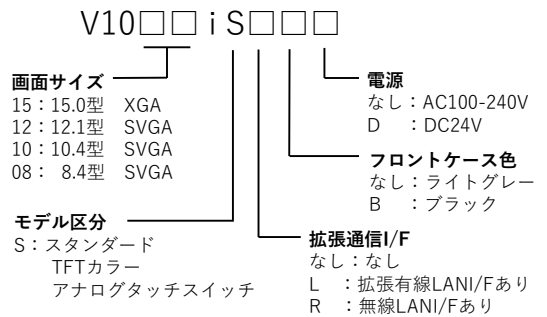 V10□□iS□□□
画面サイズ
15：15.0型 XGA
12：12.1型 SVGA
10：10.4型 SVGA
08： 8.4型 SVGA
モデル区分
S：スタンダード
TFTカラー
アナログタッチスイッチ
電源
なし：AC100-240V
D ：DC24V
フロントケース色
なし：ライトグレー
B ：ブラック
拡張通信I/F
なし：なし
L ：拡張有線LANI/Fあり
R ：無線LANI/Fあり